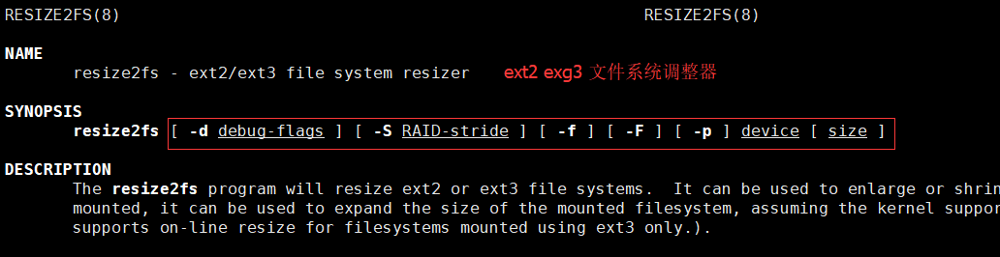 RESIZE2FS(8) RESIZE2FS(8)
NAME
resize2fs - ext2/ext3 file system resizer ext2 exg3 文件系统调整器
SYNOPSIS
resize2fs [ -d debug-flags ] [ -S RAID-stride ] [ -f ] [ -F ] [ -p ] device [ size ]
DESCRIPTION
The resize2fs program will resize ext2 or ext3 file systems. It can be used to enlarge or shrin
mounted, it can be used to expand the size of the mounted filesystem, assuming the kernel suppor
supports on-line resize for filesystems mounted using ext3 only.).